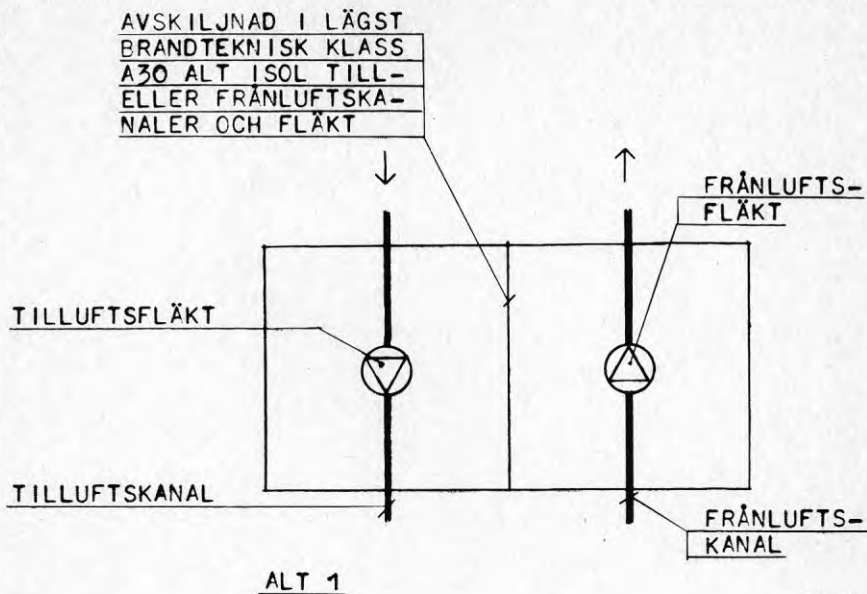 AVSKILJNAD I LÄGST
BRANDTEKNISK KLASS
A30 ALT ISOL TILL-
ELLER FRÅNLUFTSKA-
NALER OCH FLÄKT
FRÅNLUFTS-
FLÄKT
TILLUFTSFLÄKT
TILLUFTSKANAL
FRÅNLUFTS-
KANAL
ALT 1